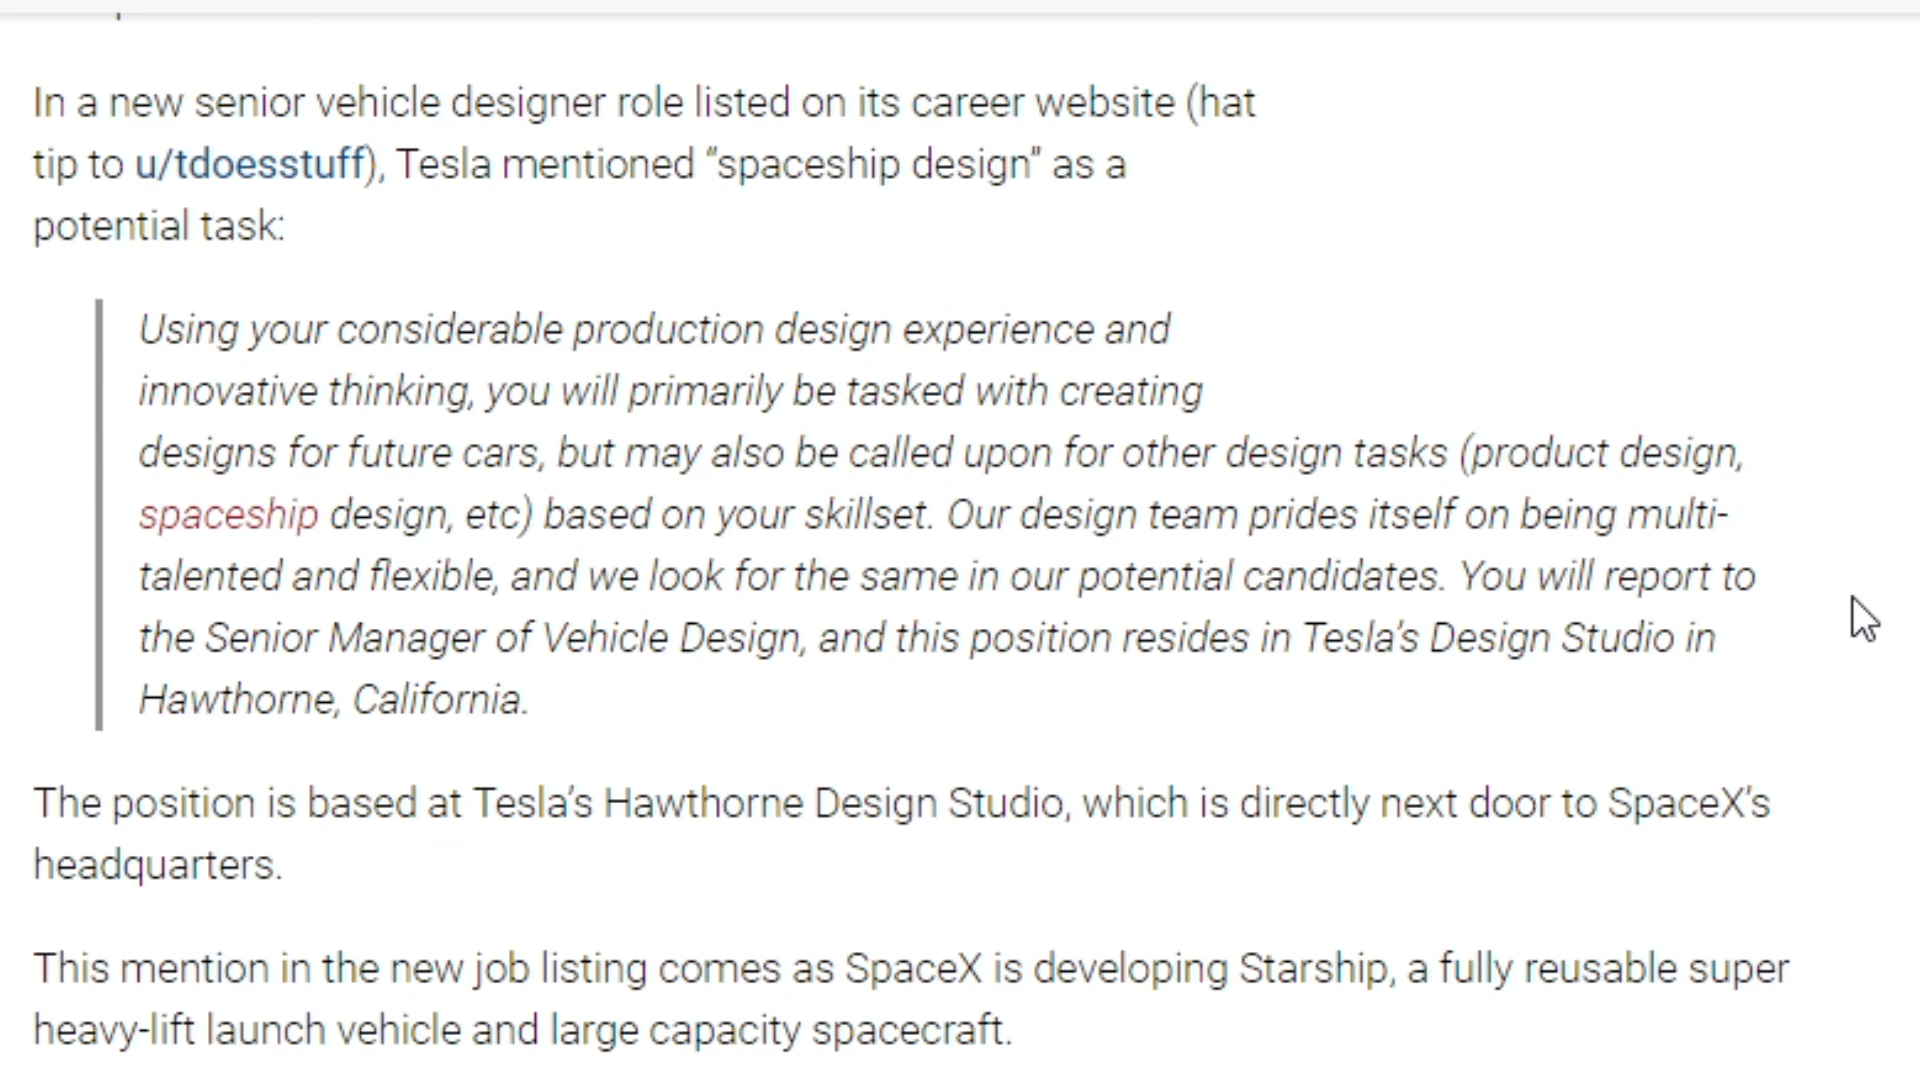 In a new senior vehicle designer role listed on its career website (hat
tip to u/tdoesstuff), Tesla mentioned “spaceship design” as a
potential task:
Using your considerable production design experience and
innovative thinking, you will primarily be tasked with creating
designs for future cars, but may also be called upon for other design tasks (product design,
spaceship design, etc) based on your skillset. Our design team prides itself on being multi-
talented and flexible, and we look for the same in our potential candidates. You will report to
the Senior Manager of Vehicle Design, and this position resides in Tesla’s Design Studio in
Hawthorne, California.
The position is based at Tesla’s Hawthorne Design Studio, which is directly next door to SpaceX’s
headquarters.
This mention in the new job listing comes as SpaceX is developing Starship, a fully reusable super
heavy-lift launch vehicle and large capacity spacecraft.